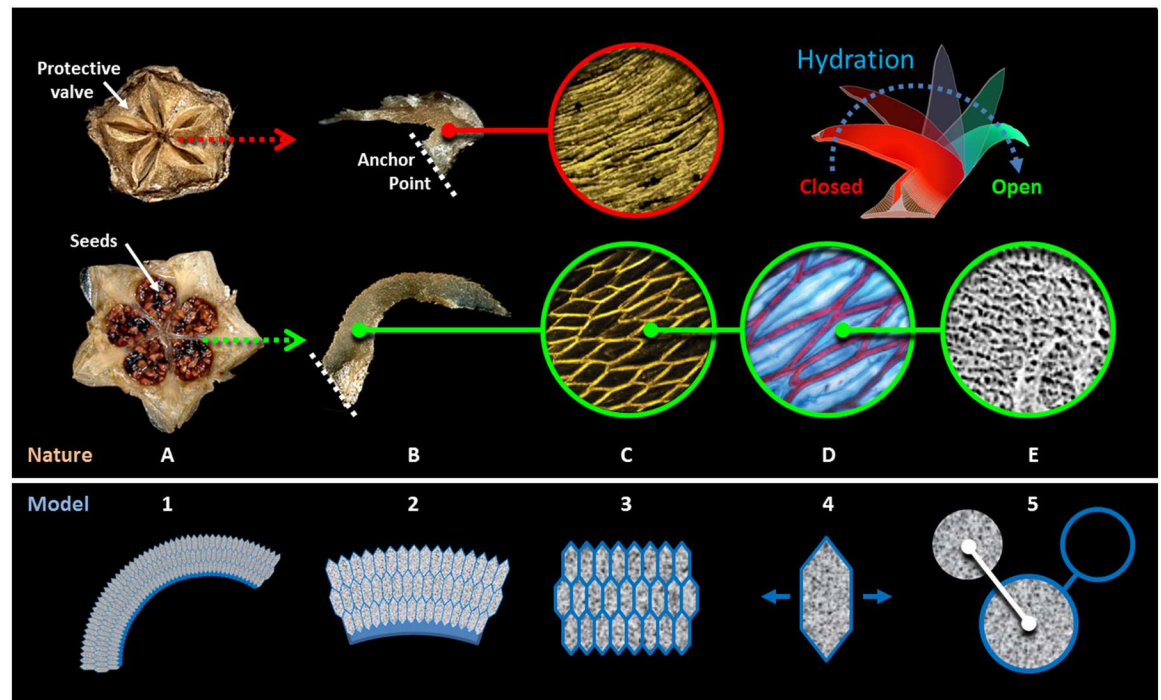 Protective
valve
Anchor
Point
Hydration
Closed
Open
Seeds
Nature
A
B
C
D
E
Model
1
2
3
4
5